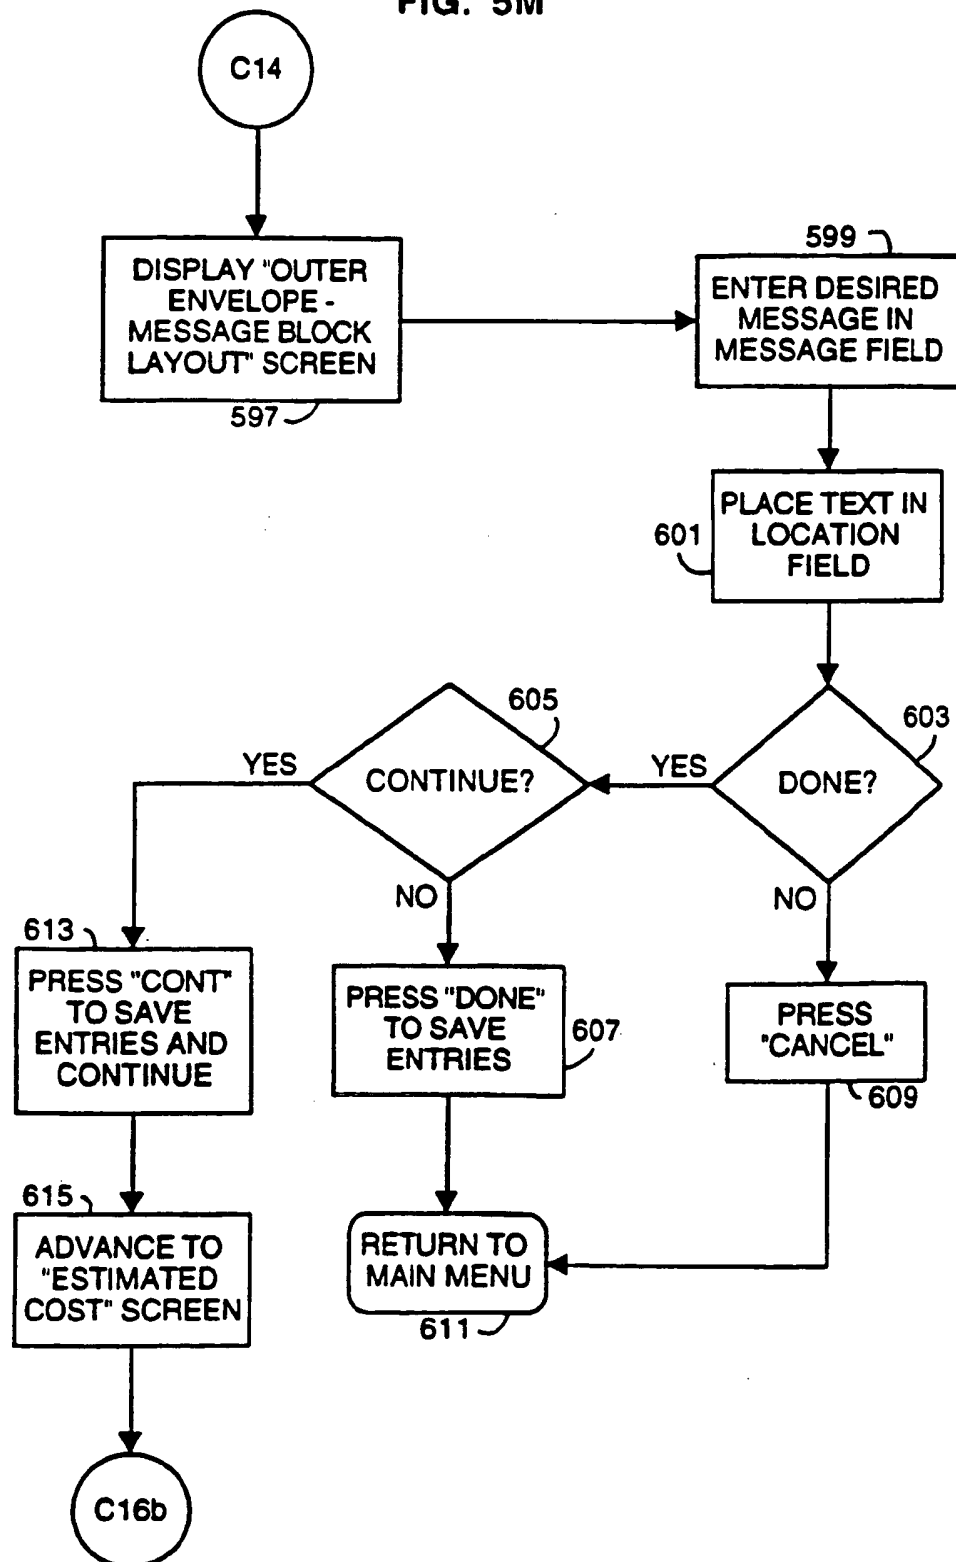 FIG. 5M
C14
DISPLAY "OUTER
ENVELOPE -
MESSAGE BLOCK
LAYOUT" SCREEN
597
599
ENTER DESIRED
MESSAGE IN
MESSAGE FIELD
PLACE TEXT IN
LOCATION
FIELD
601
605
603
YES
CONTINUE?
YES
DONE?
NO
NO
613
PRESS "CONT"
TO SAVE
ENTRIES AND
CONTINUE
PRESS "DONE"
TO SAVE
ENTRIES
607
PRESS
"CANCEL"
609
615
ADVANCE TO
"ESTIMATED
COST" SCREEN
RETURN TO
MAIN MENU
611
C16b